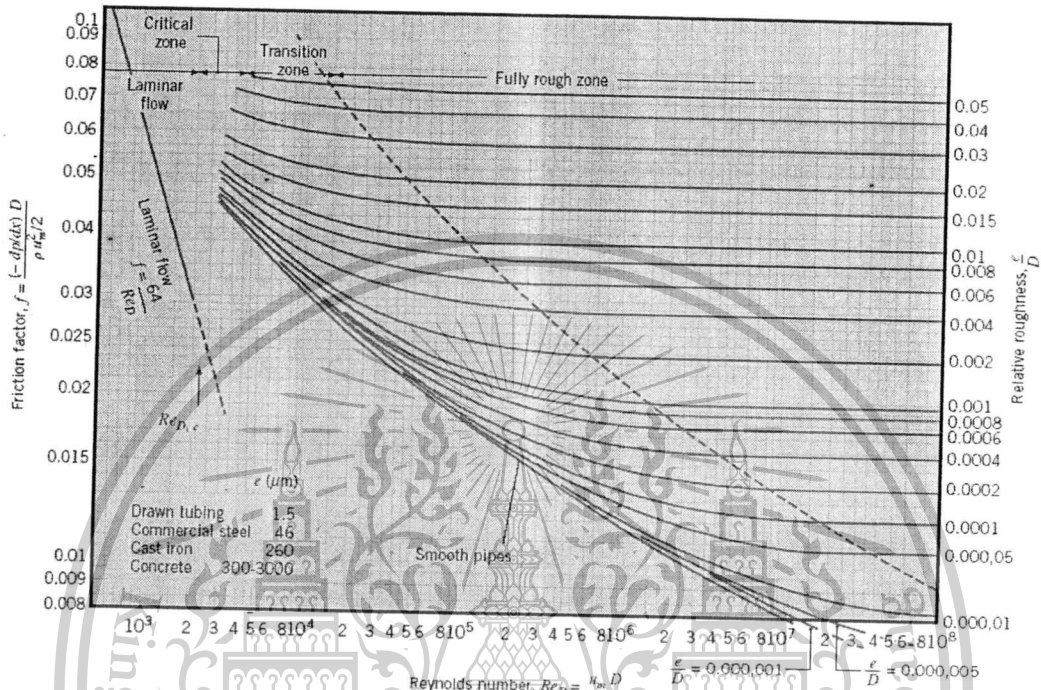 0.1
0.09
0.08
0.07
0.06
0.05
0.04
0.03
0.025
0.02
0.015
0.01
0.009
0.008
Friction factor, f = (- dp/dx) D / ρ u²m/2
Critical zone
Transition zone
Fully rough zone
Laminar flow
Laminar flow
f = 64 / ReD
ReD, c
e (μm)
Drawn tubing 1.5
Commercial steel 46
Cast iron 260
Concrete 300-3000
Smooth pipes
0.05
0.04
0.03
0.02
0.015
0.01
0.008
0.006
0.004
0.002
0.001
0.0008
0.0006
0.0004
0.0002
0.0001
0.000,05
0.000,01
Relative roughness, e/D
10³ 2 3 4 5 6 8 10⁴ 2 3 4 5 6 8 10⁵ 2 3 4 5 6 8 10⁶ 2 3 4 5 6 8 10⁷ 2 3 4 5 6 8 10⁸
e/D = 0.000,001
e/D = 0.000,005
Reynolds number, ReD = um D